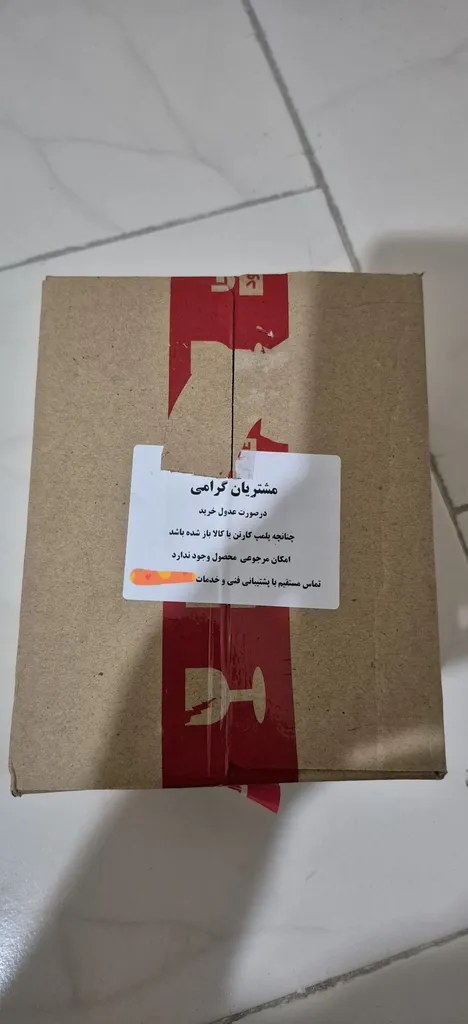 مشتریان گرامی
درصورت عدول خرید
چنانچه پلمپ کارتن یا کالا باز شده باشد
امکان مرجوعی محصول وجود ندارد
تماس مستقیم با پشتیبانی فنی و خدمات